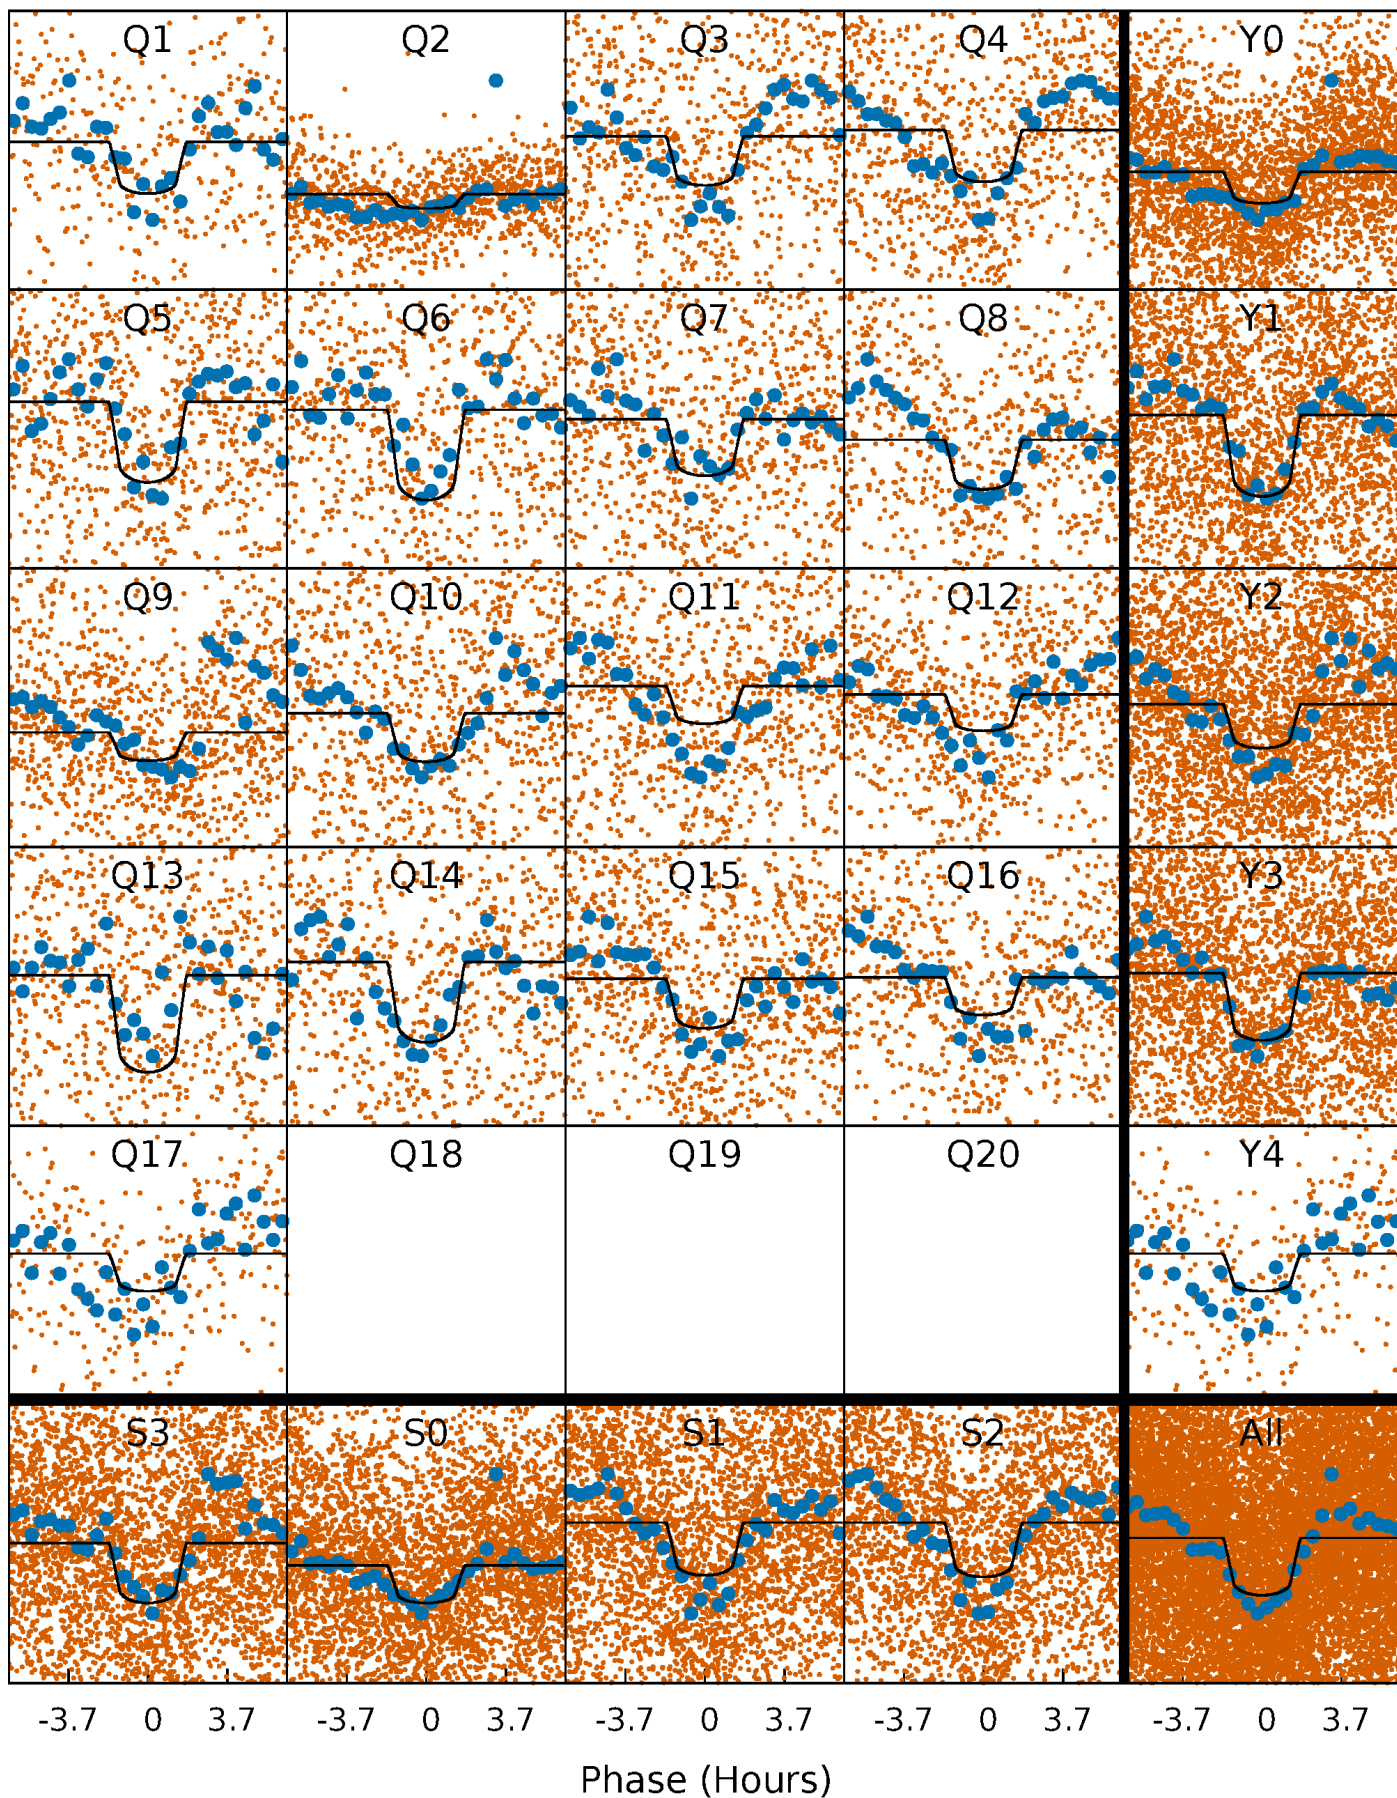 Q1 Q2 Q3 Q4 Y0
Q5 Q6 Q7 Q8 Y1
Q9 Q10 Q11 Q12 Y2
Q13 Q14 Q15 Q16 Y3
Q17 Q18 Q19 Q20 Y4
S3 S0 S1 S2 All
-3.7 0 3.7 -3.7 0 3.7 -3.7 0 3.7 -3.7 0 3.7 -3.7 0 3.7
Phase (Hours)